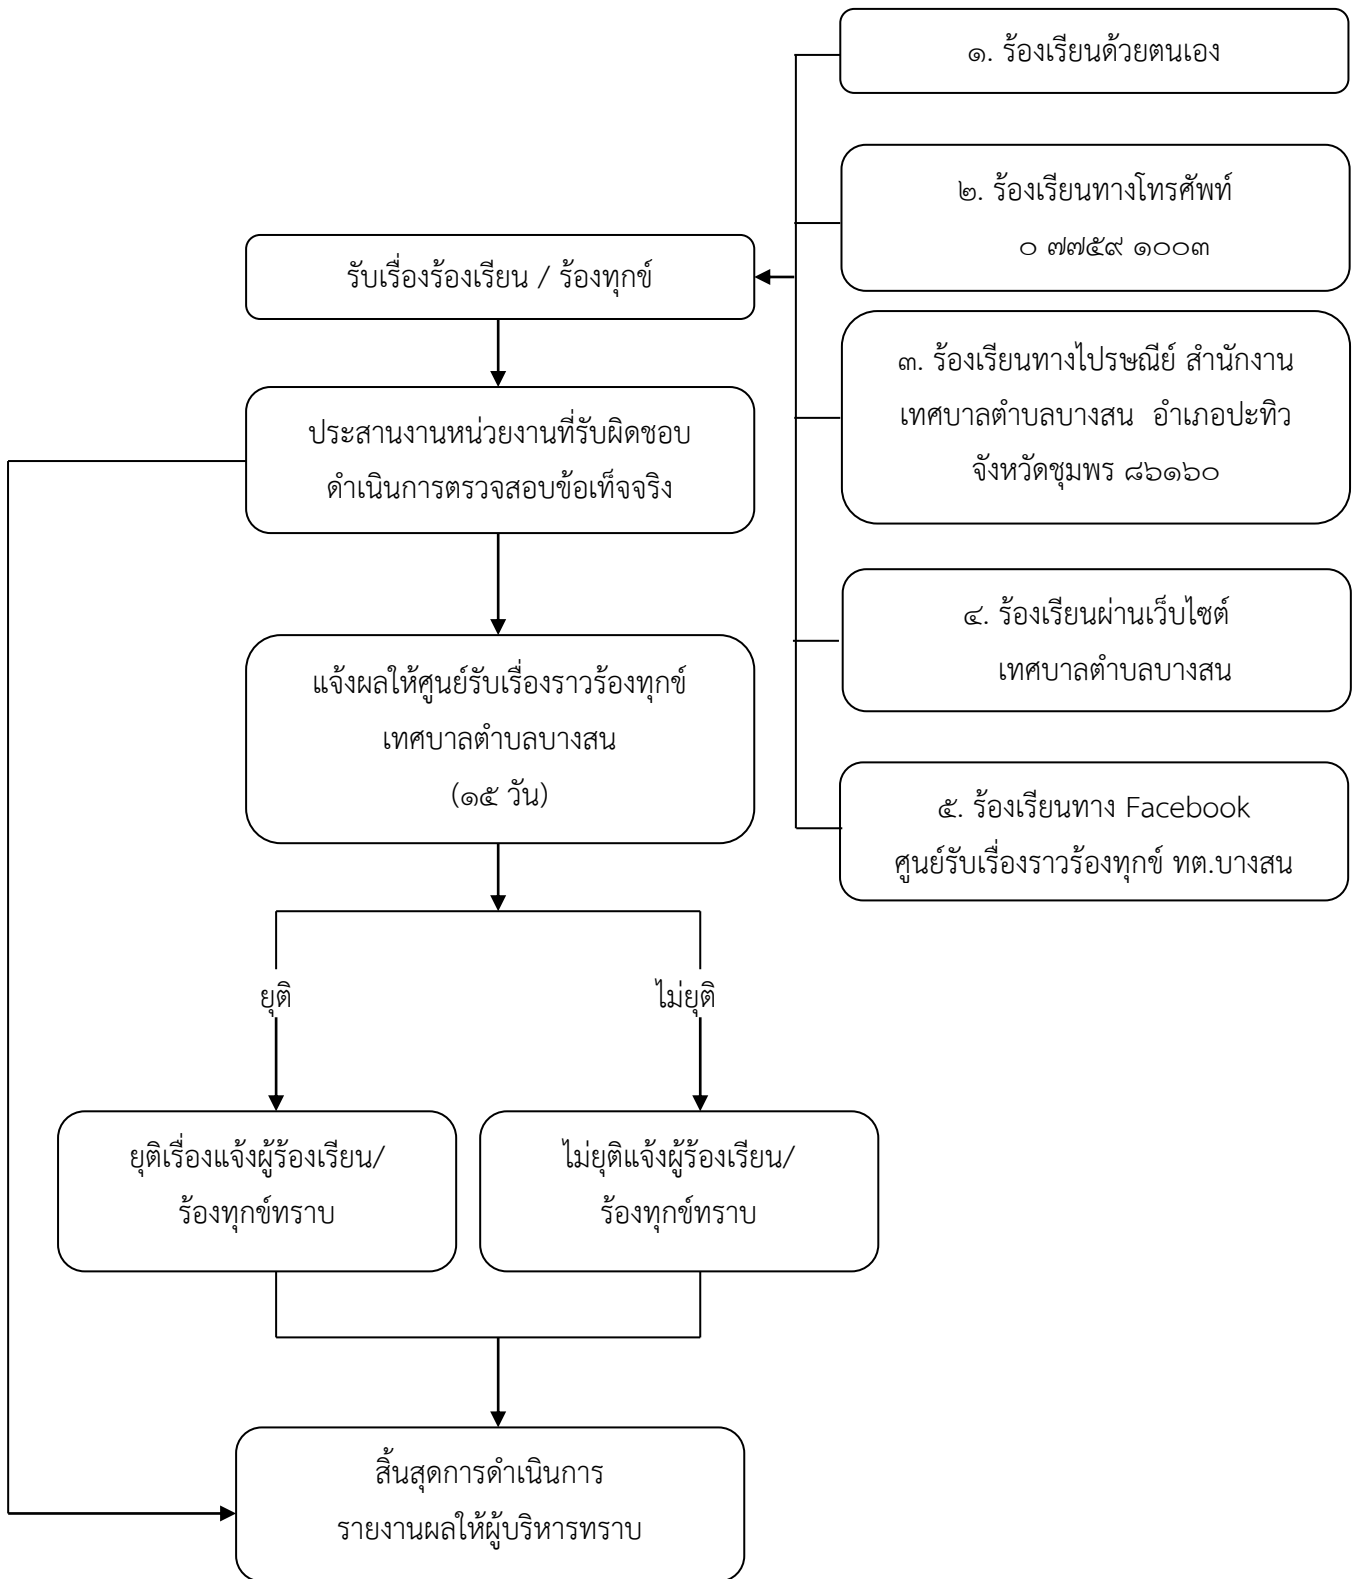 ๑. ร้องเรียนด้วยตนเอง
๒. ร้องเรียนทางโทรศัพท์
๐ ๗๗๕๙ ๑๐๐๓
๓. ร้องเรียนทางไปรษณีย์ สำนักงาน
เทศบาลตำบลบางสน อำเภอปะทิว
จังหวัดชุมพร ๘๖๑๖๐
๔. ร้องเรียนผ่านเว็บไซต์
เทศบาลตำบลบางสน
๕. ร้องเรียนทาง Facebook
ศูนย์รับเรื่องราวร้องทุกข์ ทต.บางสน
รับเรื่องร้องเรียน / ร้องทุกข์
ประสานงานหน่วยงานที่รับผิดชอบ
ดำเนินการตรวจสอบข้อเท็จจริง
แจ้งผลให้ศูนย์รับเรื่องราวร้องทุกข์
เทศบาลตำบลบางสน
(๑๕ วัน)
ยุติ
ไม่ยุติ
ยุติเรื่องแจ้งผู้ร้องเรียน/
ร้องทุกข์ทราบ
ไม่ยุติแจ้งผู้ร้องเรียน/
ร้องทุกข์ทราบ
สิ้นสุดการดำเนินการ
รายงานผลให้ผู้บริหารทราบ